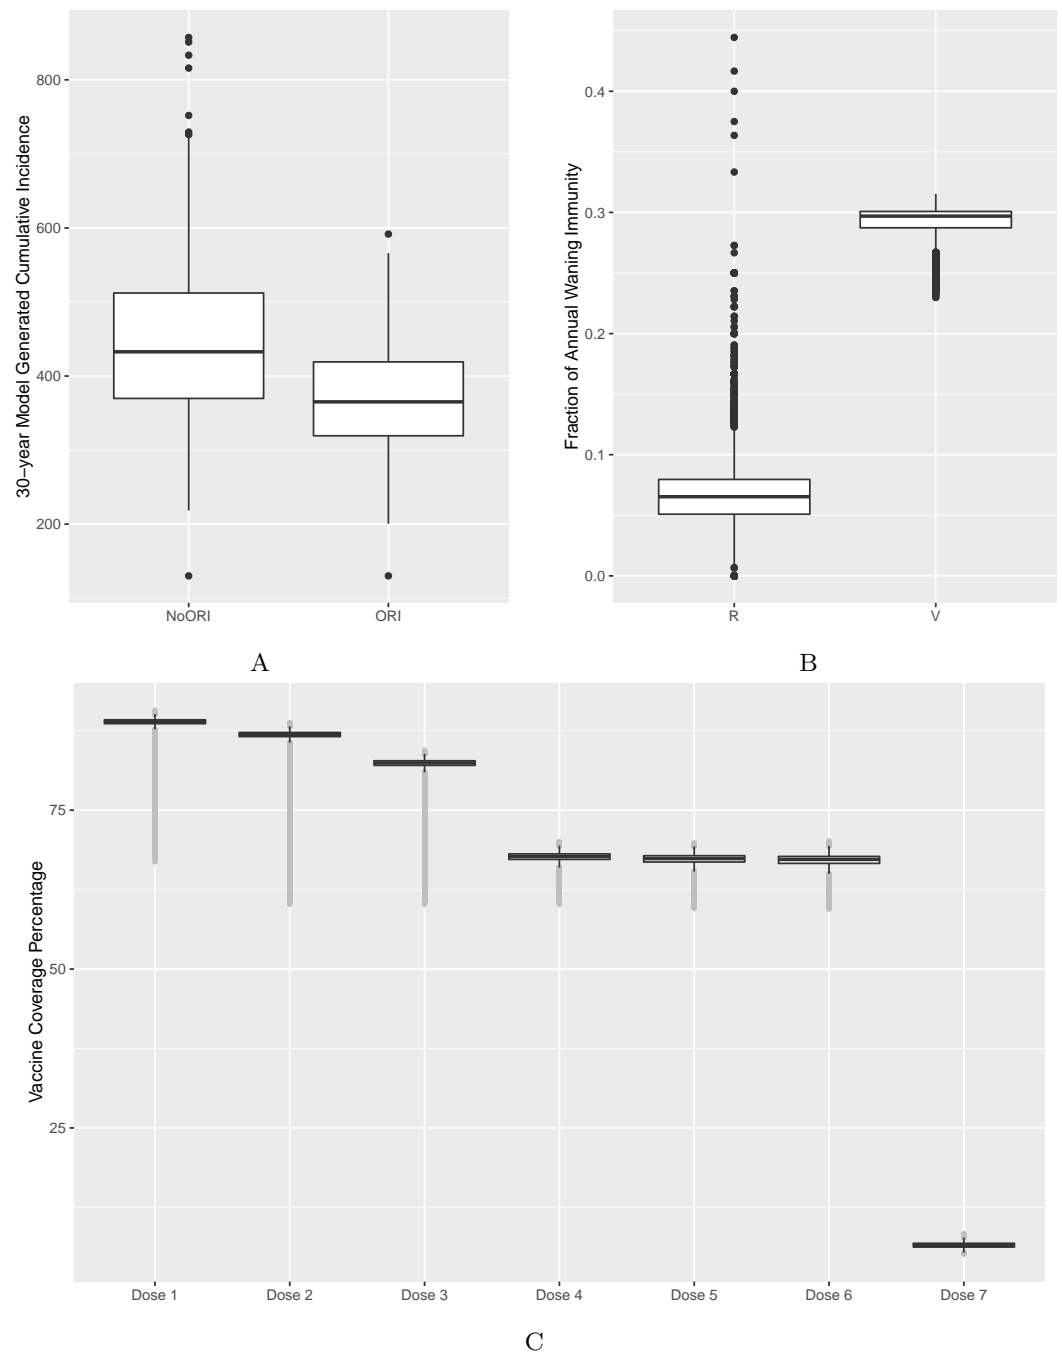 30−year Model Generated Cumulative Incidence
800
600
400
200
NoORI
ORI
A
Fraction of Annual Waning Immunity
0.4
0.3
0.2
0.1
0.0
R
V
B
Vaccine Coverage Percentage
75
50
25
Dose 1
Dose 2
Dose 3
Dose 4
Dose 5
Dose 6
Dose 7
C